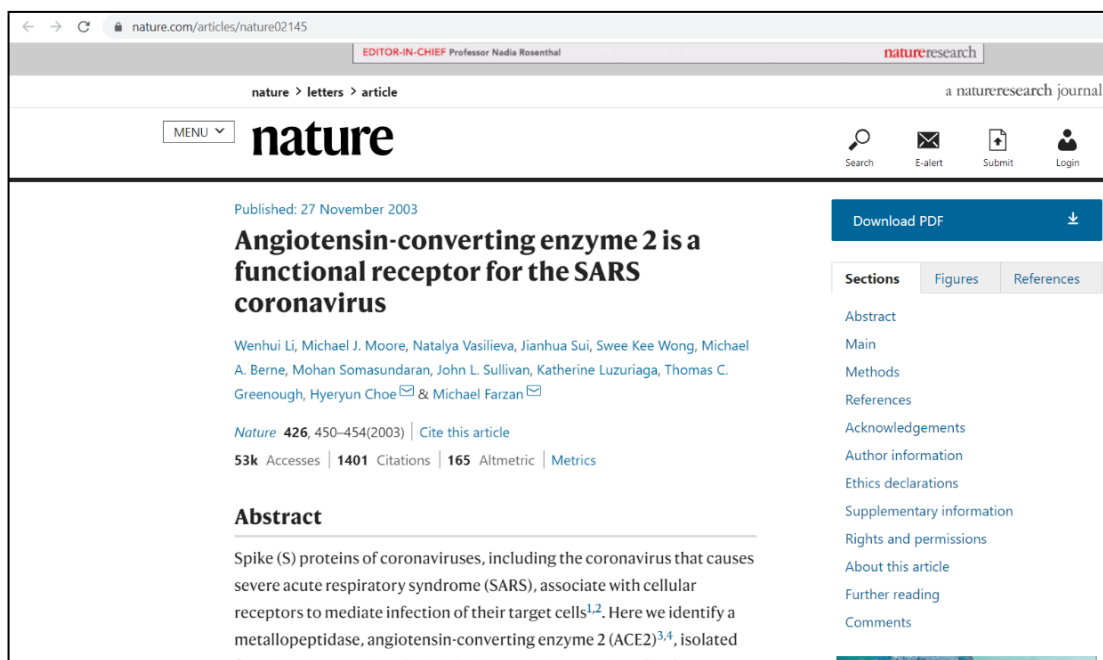 nature.com/articles/nature02145
EDITOR-IN-CHIEF Professor Nadia Rosenthal
natureresearch
nature > letters > article
a natureresearch journal
MENU
nature
Search
E-alert
Submit
Login
Published: 27 November 2003
Angiotensin-converting enzyme 2 is a
functional receptor for the SARS
coronavirus
Wenhui Li, Michael J. Moore, Natalya Vasilieva, Jianhua Sui, Swee Kee Wong, Michael
A. Berne, Mohan Somasundaran, John L. Sullivan, Katherine Luzuriaga, Thomas C.
Greenough, Hyeryun Choe & Michael Farzan
Nature 426, 450–454(2003) | Cite this article
53k Accesses | 1401 Citations | 165 Altmetric | Metrics
Abstract
Spike (S) proteins of coronaviruses, including the coronavirus that causes
severe acute respiratory syndrome (SARS), associate with cellular
receptors to mediate infection of their target cells1,2. Here we identify a
metallopeptidase, angiotensin-converting enzyme 2 (ACE2)3,4, isolated
Download PDF
Sections
Figures
References
Abstract
Main
Methods
References
Acknowledgements
Author information
Ethics declarations
Supplementary information
Rights and permissions
About this article
Further reading
Comments